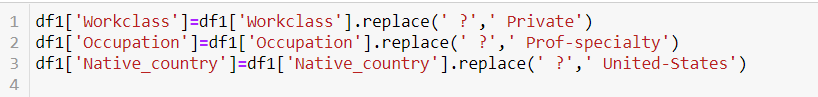 1 df1['Workclass']=df1['Workclass'].replace(' ?',' Private')
2 df1['Occupation']=df1['Occupation'].replace(' ?',' Prof-specialty')
3 df1['Native_country']=df1['Native_country'].replace(' ?',' United-States')
4